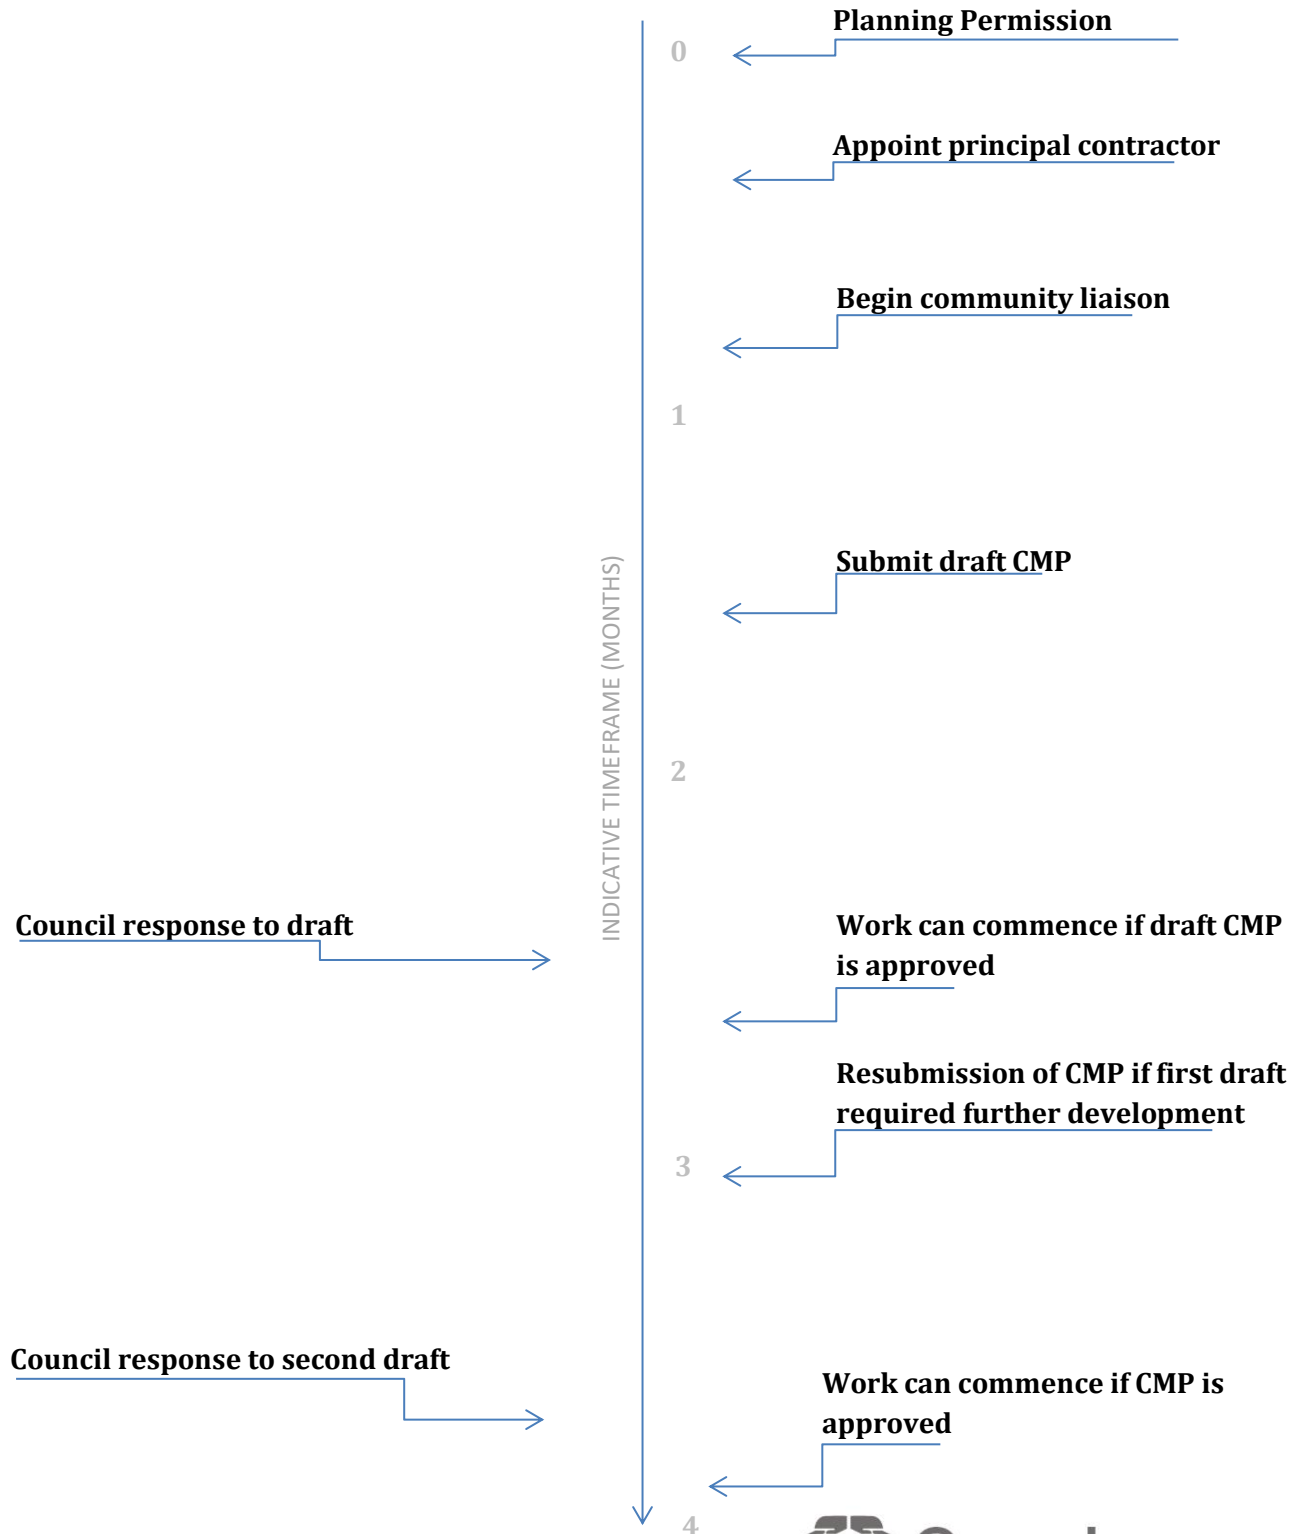 Planning Permission
0
Appoint principal contractor
Begin community liaison
1
Submit draft CMP
INDICATIVE TIMEFRAME (MONTHS)
2
Council response to draft
Work can commence if draft CMP
is approved
Resubmission of CMP if first draft
required further development
3
Council response to second draft
Work can commence if CMP is
approved
4